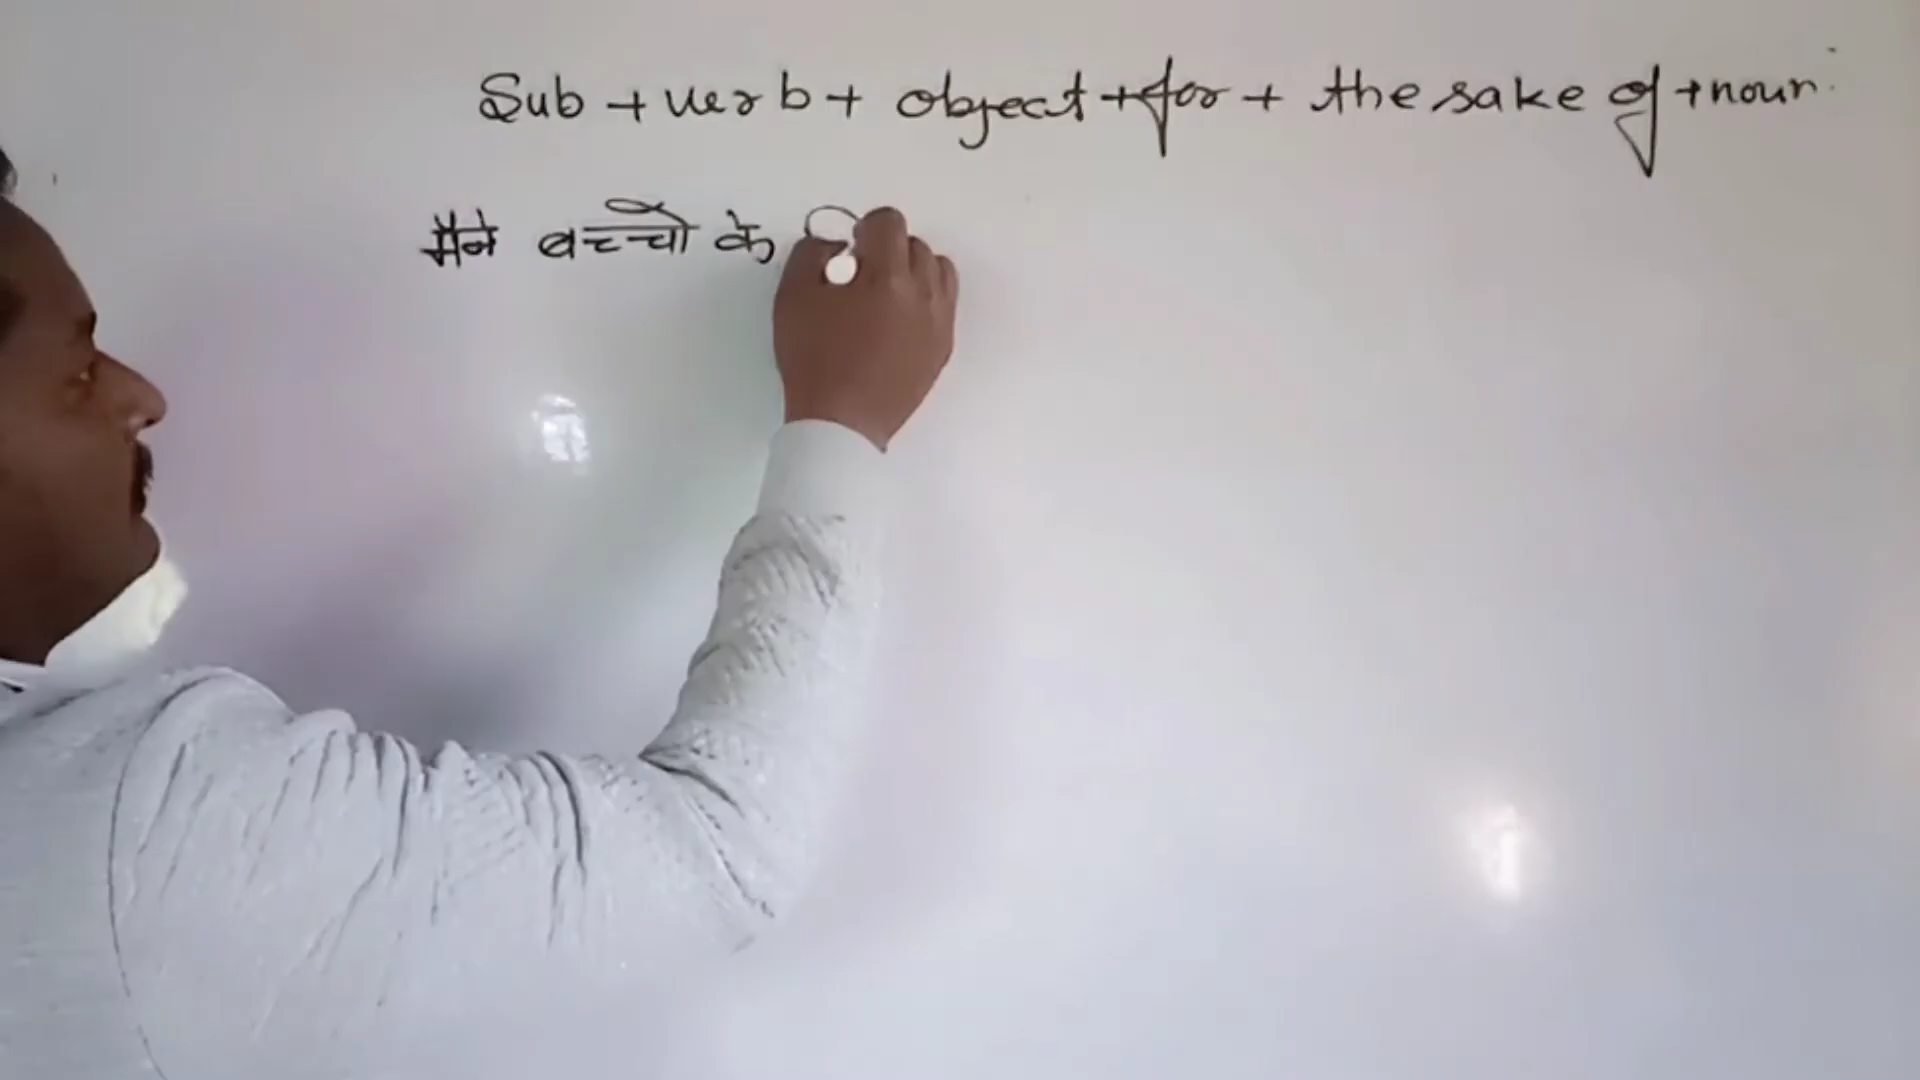 Sub + verb + object + for + the sake of + noun
मैंने बच्चो के